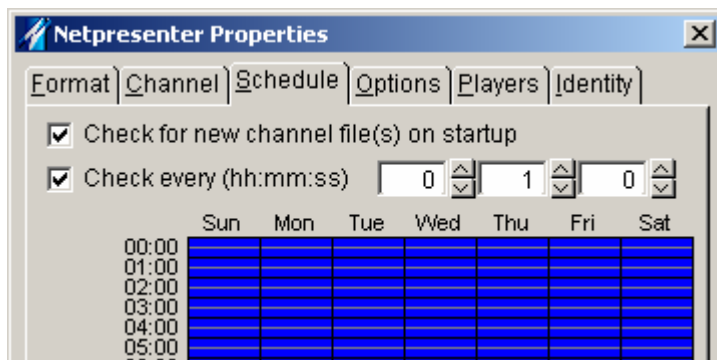 Netpresenter Properties
Format Channel Schedule Options Players Identity
Check for new channel file(s) on startup
Check every (hh:mm:ss) 0 1 0
Sun Mon Tue Wed Thu Fri Sat
00:00
01:00
02:00
03:00
04:00
05:00